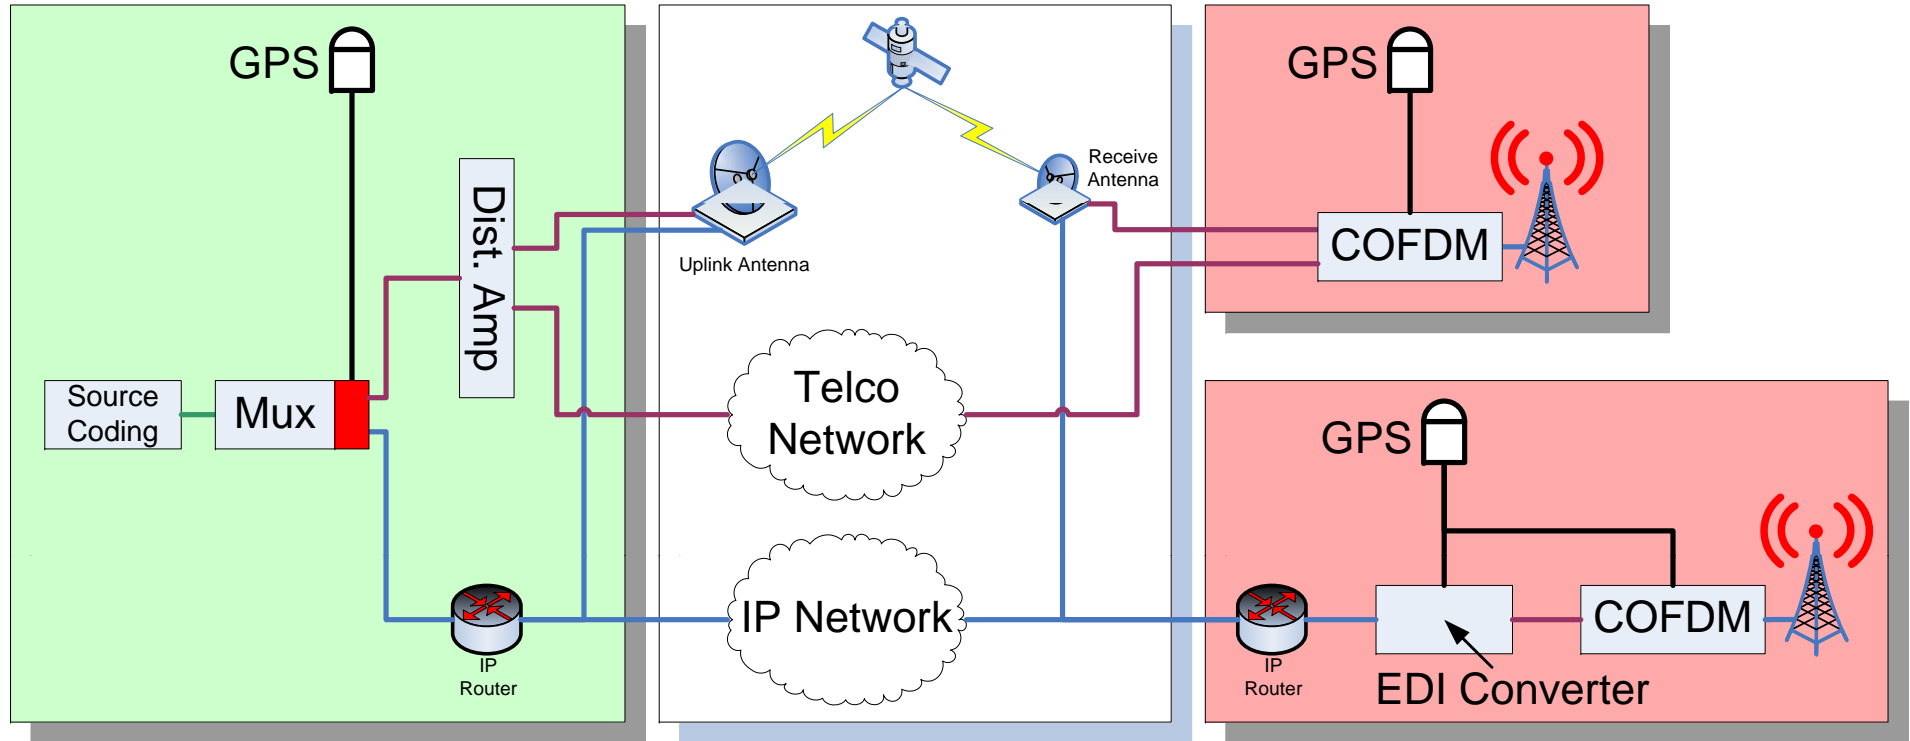 GPS
Dist. Amp
Source
Coding
Mux
IP
Router
Uplink Antenna
Receive
Antenna
Telco
Network
IP Network
GPS
COFDM
GPS
IP
Router
COFDM
EDI Converter